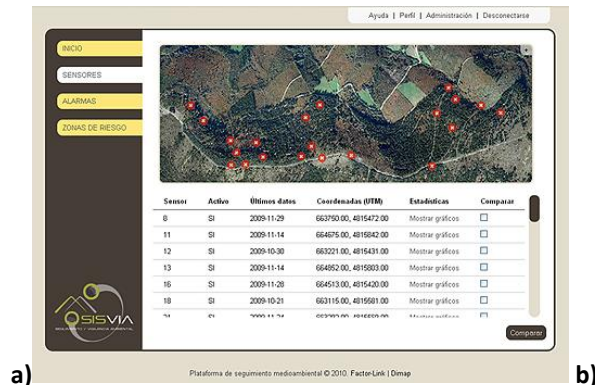 Ayuda | Perfil | Administración | Desconectarse
INICIO
SENSORES
ALARMAS
ZONAS DE RIESGO
Sensor Activo Últimos datos Coordenadas (UTM) Estadísticas Comparar
8 SI 2009-11-29 663750.00, 4815472.00 Mostrar gráficos
11 SI 2009-11-14 664675.00, 4815842.00 Mostrar gráficos
12 SI 2009-10-30 663221.00, 4815431.00 Mostrar gráficos
13 SI 2009-11-14 664852.00, 4815803.00 Mostrar gráficos
16 SI 2009-11-28 664513.00, 4815420.00 Mostrar gráficos
18 SI 2009-10-21 663115.00, 4815581.00 Mostrar gráficos
SISVIA
Comparar
Plataforma de seguimiento medioambiental © 2010. Factor-Link | Dimap
a) b)